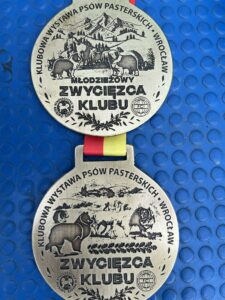 KLUBOWA WYSTAWA PSÓW PASTERSKICH - WROCŁAW
MŁODZIEŻOWY
ZWYCIĘZCA
KLUBU
KLUBOWA WYSTAWA PSÓW PASTERSKICH - WROCŁAW
ZWYCIĘZCA
KLUBU